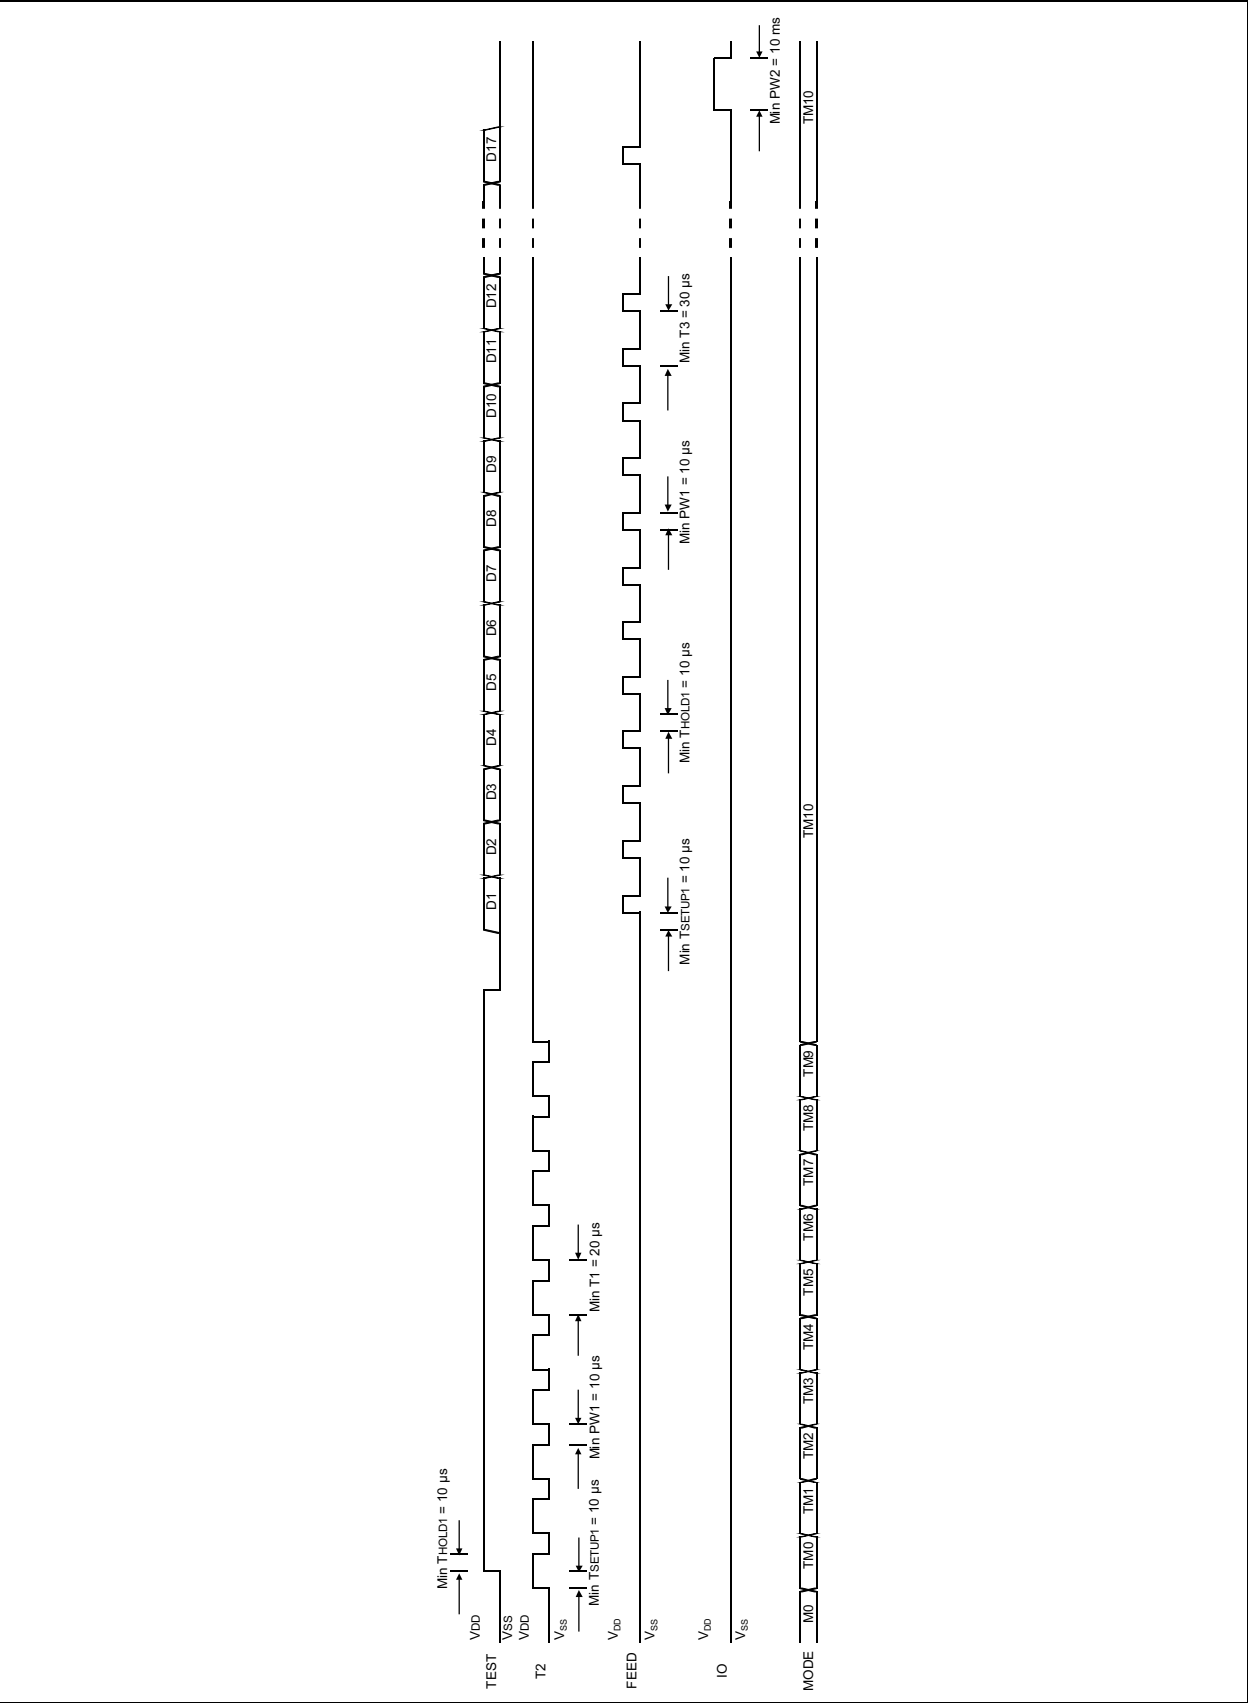 TEST
VDD
VSS
Min THOLD1 = 10 µs
D1 D2 D3 D4 D5 D6 D7 D8 D9 D10 D11 D12 D17
T2
VDD
VSS
Min TSETUP1 = 10 µs
Min PW1 = 10 µs
Min T1 = 20 µs
FEED
VDD
VSS
Min TSETUP1 = 10 µs
Min THOLD1 = 10 µs
Min PW1 = 10 µs
Min T3 = 30 µs
IO
VDD
VSS
Min PW2 = 10 ms
MODE
M0 TM0 TM1 TM2 TM3 TM4 TM5 TM6 TM7 TM8 TM9 TM10 TM10